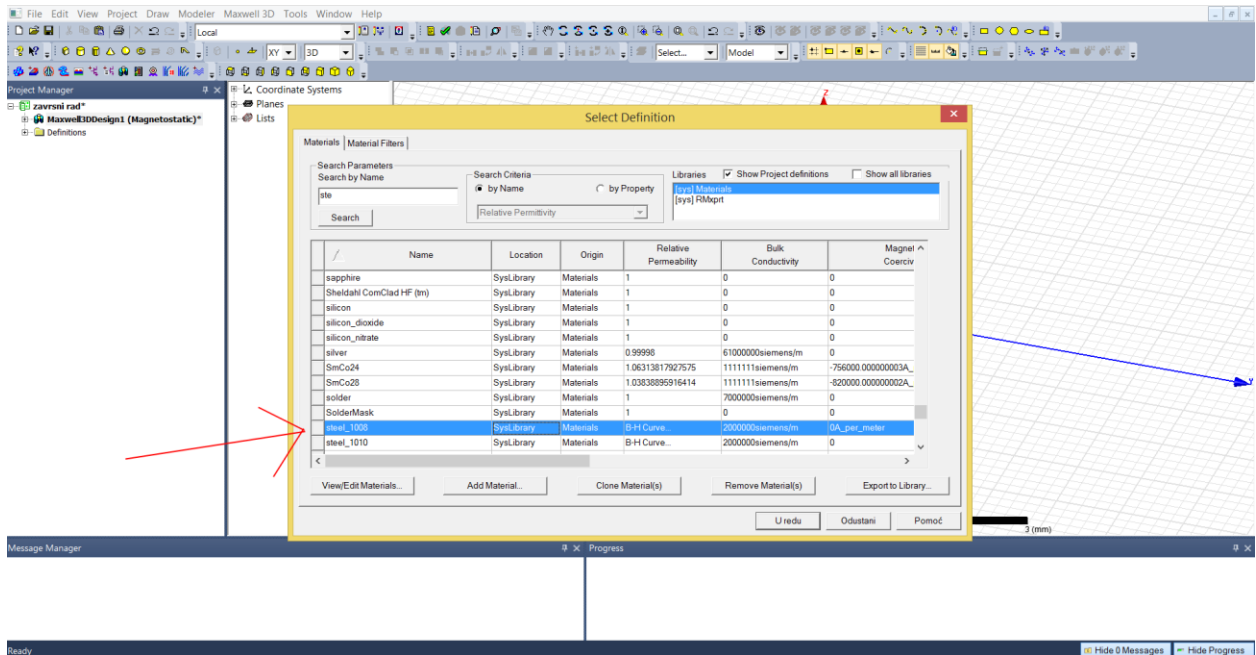 File Edit View Project Draw Modeler Maxwell 3D Tools Window Help
Local
XY 3D Select... Model
Project Manager
zavrsni rad*
Maxwell3DDesign1 (Magnetostatic)*
Definitions
Coordinate Systems
Planes
Lists
Z
Select Definition
Materials Material Filters
Search Parameters
Search by Name
ste
Search
Search Criteria
by Name by Property
Relative Permittivity
Libraries Show Project definitions Show all libraries
[sys] Materials
[sys] RMxprt
/ Name Location Origin Relative Permeability Bulk Conductivity Magnet Coerciv
sapphire SysLibrary Materials 1 0 0
Sheldahl ComClad HF (tm) SysLibrary Materials 1 0 0
silicon SysLibrary Materials 1 0 0
silicon_dioxide SysLibrary Materials 1 0 0
silicon_nitrate SysLibrary Materials 1 0 0
silver SysLibrary Materials 0.99998 61000000siemens/m 0
SmCo24 SysLibrary Materials 1.06313817927575 1111111siemens/m -756000.000000003A_
SmCo28 SysLibrary Materials 1.03838895916414 1111111siemens/m -820000.000000002A_
solder SysLibrary Materials 1 7000000siemens/m 0
SolderMask SysLibrary Materials 1 0 0
steel_1008 SysLibrary Materials B-H Curve... 2000000siemens/m 0A_per_meter
steel_1010 SysLibrary Materials B-H Curve... 2000000siemens/m 0
View/Edit Materials... Add Material... Clone Material(s) Remove Material(s) Export to Library...
U redu Odustani Pomoć
Y
3 (mm)
Message Manager
Progress
Ready
Hide 0 Messages Hide Progress